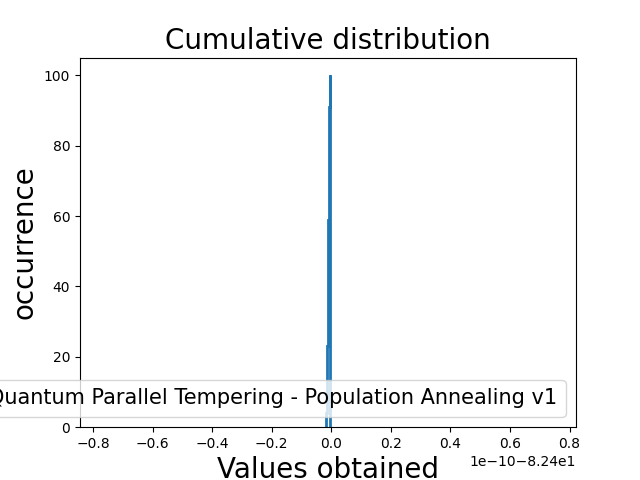 Cumulative distribution
occurrence
100
80
60
40
20
0
Parallel Tempering - Population Annealing v1
−0.8 −0.6 −0.4 −0.2 0.0 0.2 0.4 0.6 0.8
1e−10−8.24e1
Values obtained